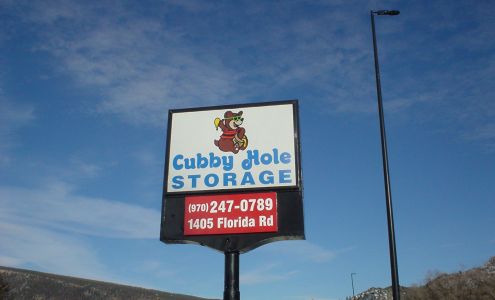 Cubby Hole
STORAGE
(970) 247-0789
1405 Florida Rd